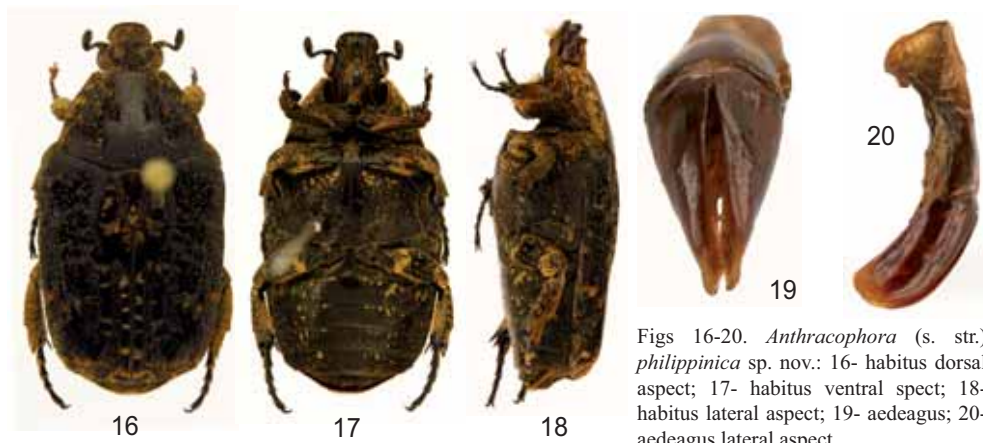 16
17
18
19
20
Figs 16-20. Anthracophora (s. str.)
philippinica sp. nov.: 16- habitus dorsal
aspect; 17- habitus ventral spect; 18-
habitus lateral aspect; 19- aedeagus; 20-
aedeagus lateral aspect